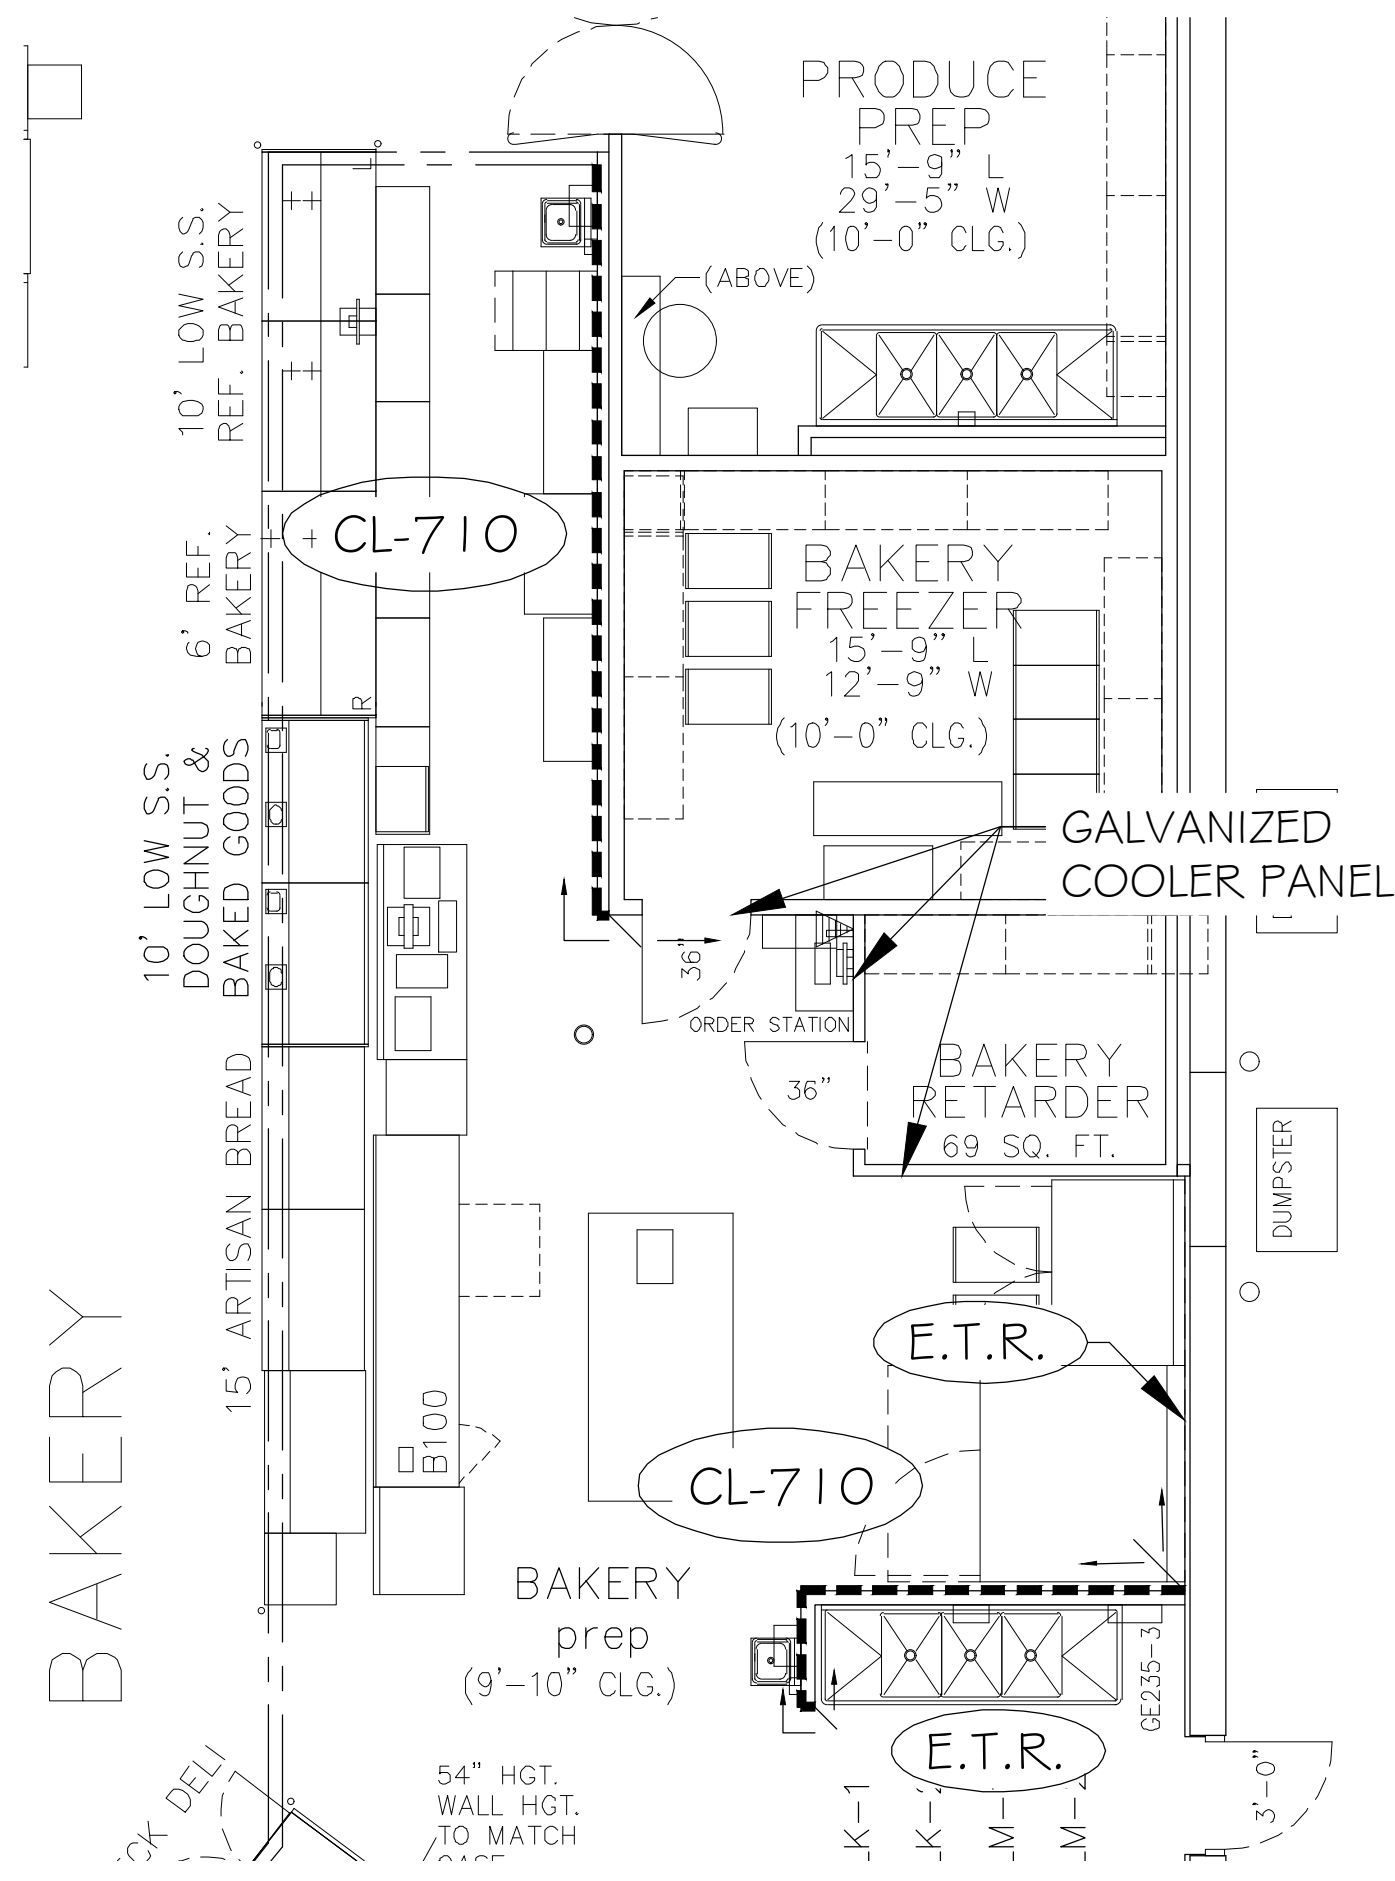 PRODUCE
PREP
15'-9" L
29'-5" W
(10'-0" CLG.)
(ABOVE)
10' LOW S.S.
REF. BAKERY
CL-710
6' REF.
BAKERY
BAKERY
FREEZER
15'-9" L
12'-9" W
(10'-0" CLG.)
R
L
10' LOW S.S.
DOUGHNUT &
BAKED GOODS
GALVANIZED
COOLER PANEL
36"
ORDER STATION
BAKERY
RETARDER
69 SQ. FT.
36"
DUMPSTER
15' ARTISAN BREAD
BAKERY
E.T.R.
B100
CL-710
BAKERY
prep
(9'-10" CLG.)
GE235-3
E.T.R.
54" HGT.
WALL HGT.
TO MATCH
CASE
DELI
K-1
K-2
3'-0"